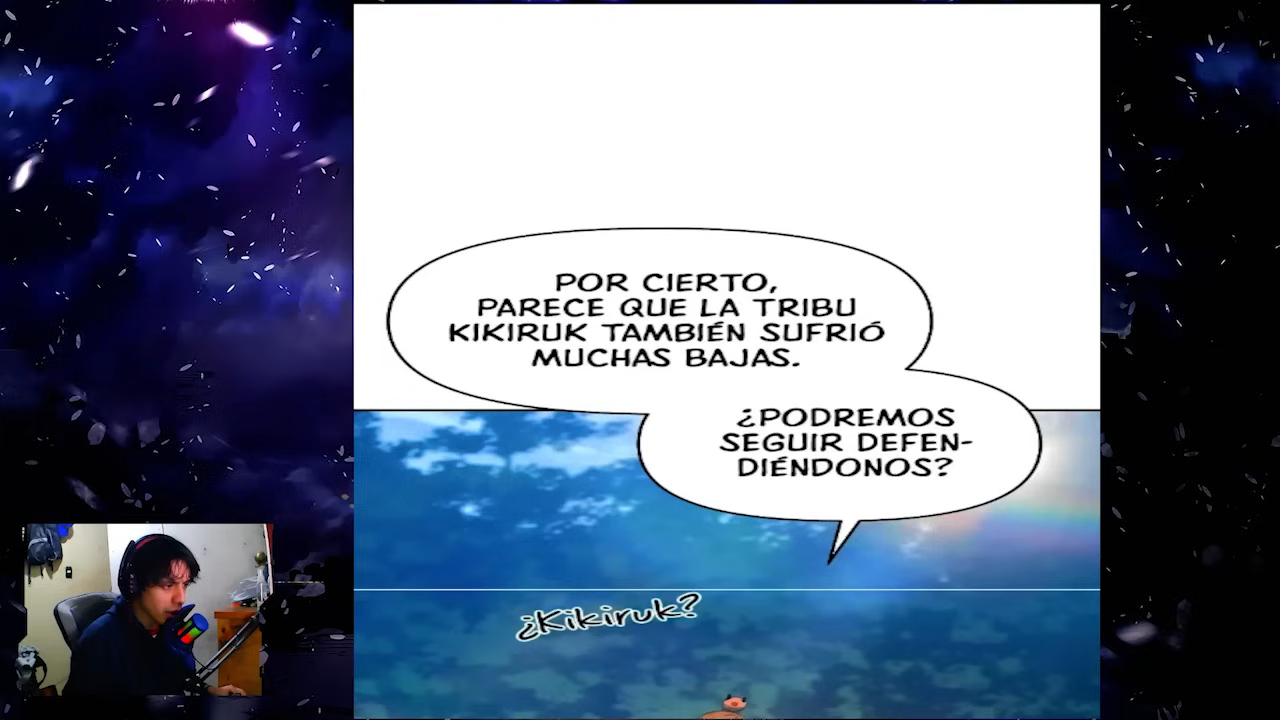 POR CIERTO,
PARECE QUE LA TRIBU
KIKIRUK TAMBIÉN SUFRIÓ
MUCHAS BAJAS.
¿PODREMOS
SEGUIR DEFEN-
DIÉNDONOS?
¿Kikiruk?